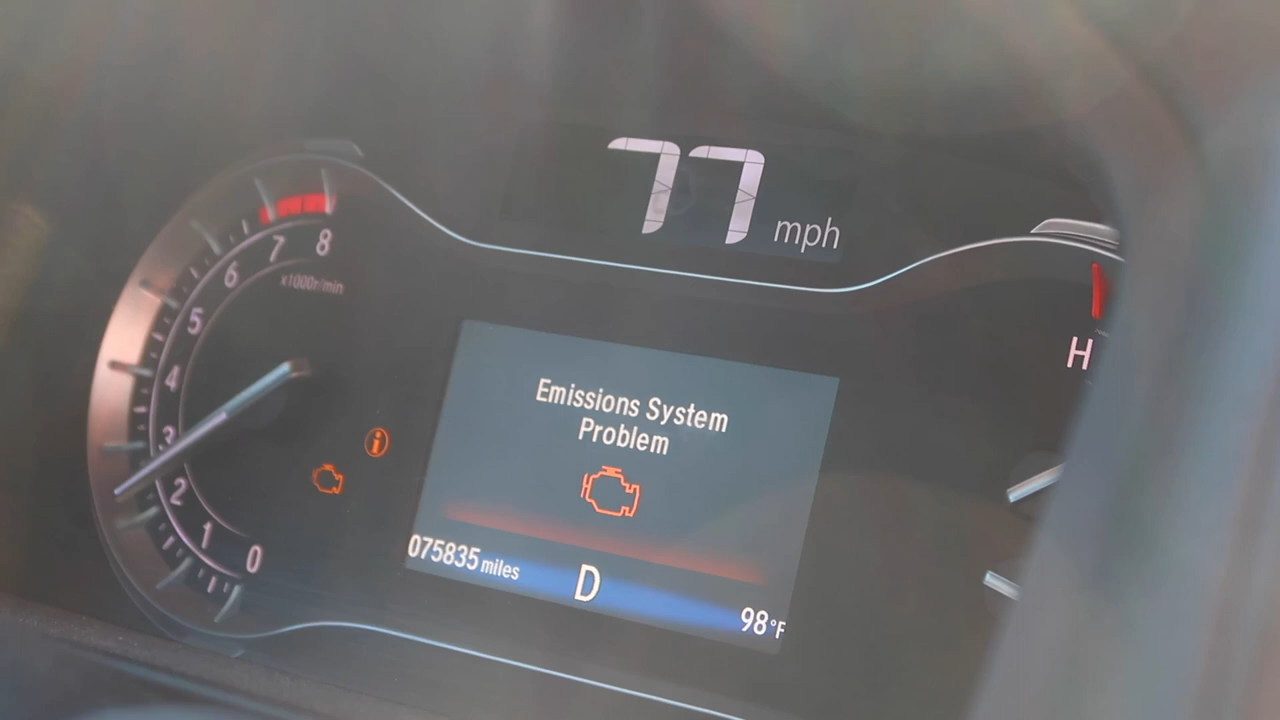 77 mph
8
7
6
x1000r/min
5
4
3
2
1
0
H
Emissions System
Problem
075835 miles
D
98°F